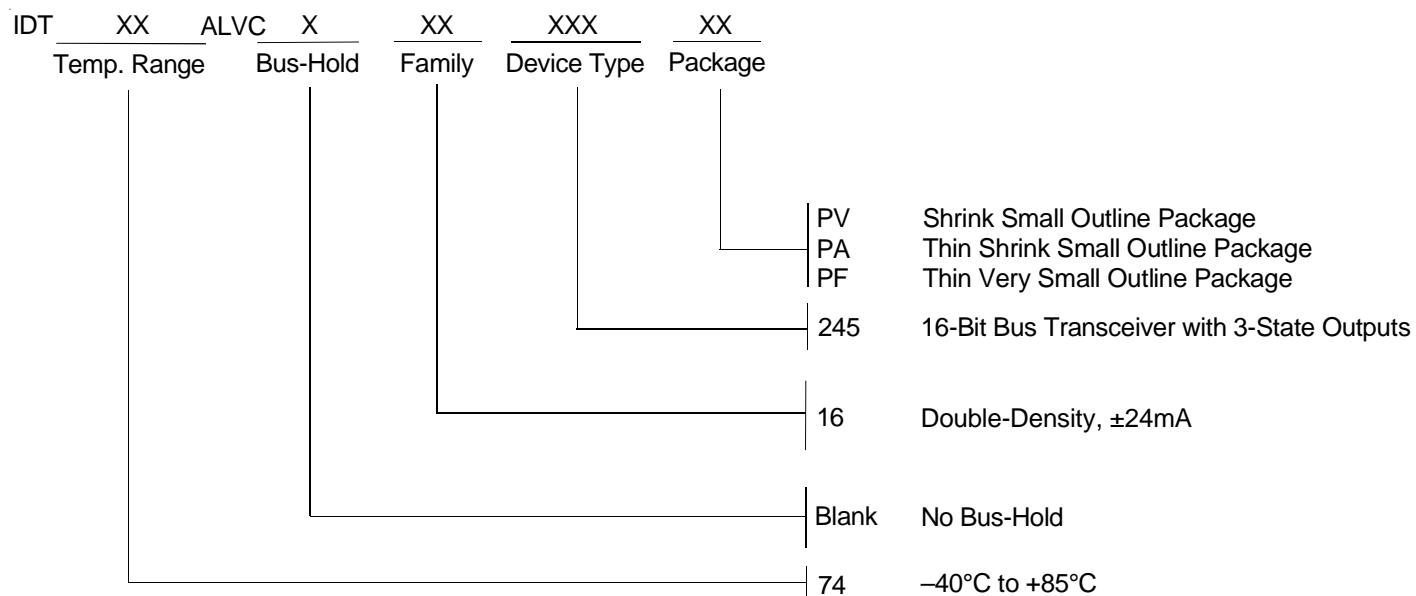 IDT XX ALVC X XX XXX XX
Temp. Range Bus-Hold Family Device Type Package
PV Shrink Small Outline Package
PA Thin Shrink Small Outline Package
PF Thin Very Small Outline Package
245 16-Bit Bus Transceiver with 3-State Outputs
16 Double-Density, ±24mA
Blank No Bus-Hold
74 –40°C to +85°C